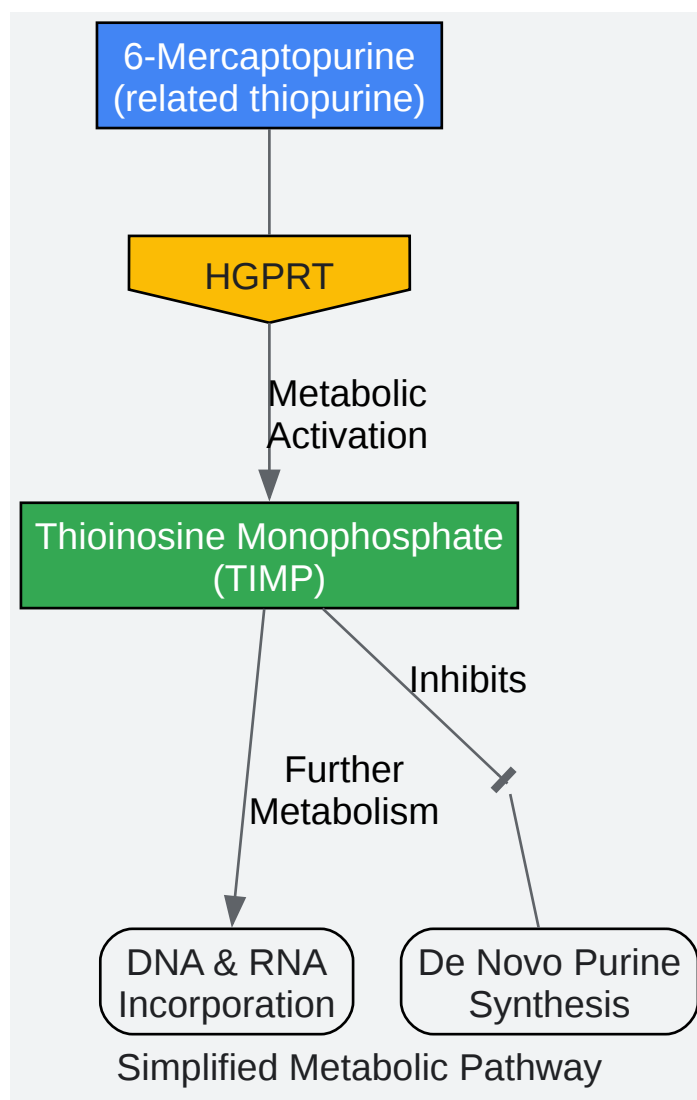 6-Mercaptopurine
(related thiopurine)
HGPRT
Metabolic
Activation
Thioinosine Monophosphate
(TIMP)
Inhibits
Further
Metabolism
DNA & RNA
Incorporation
De Novo Purine
Synthesis
Simplified Metabolic Pathway